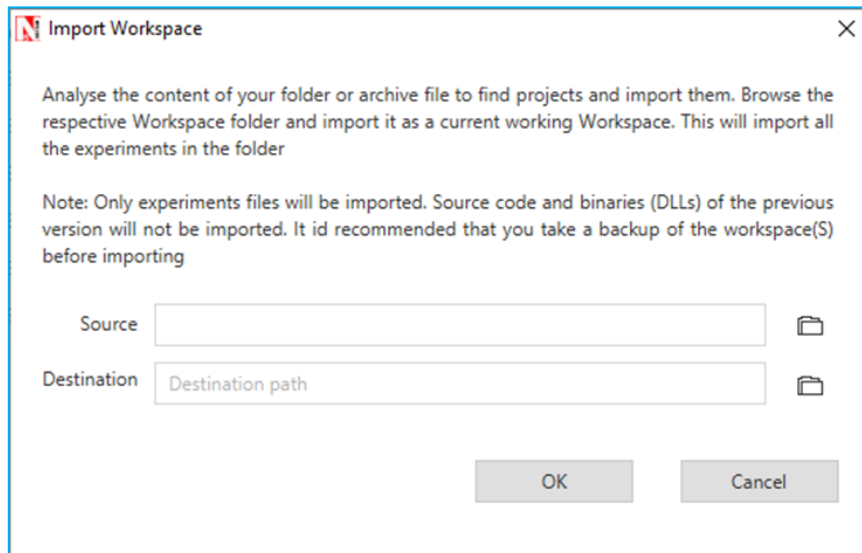 Import Workspace
Analyse the content of your folder or archive file to find projects and import them. Browse the
respective Workspace folder and import it as a current working Workspace. This will import all
the experiments in the folder
Note: Only experiments files will be imported. Source code and binaries (DLLs) of the previous
version will not be imported. It id recommended that you take a backup of the workspace(S)
before importing
Source
Destination Destination path
OK Cancel